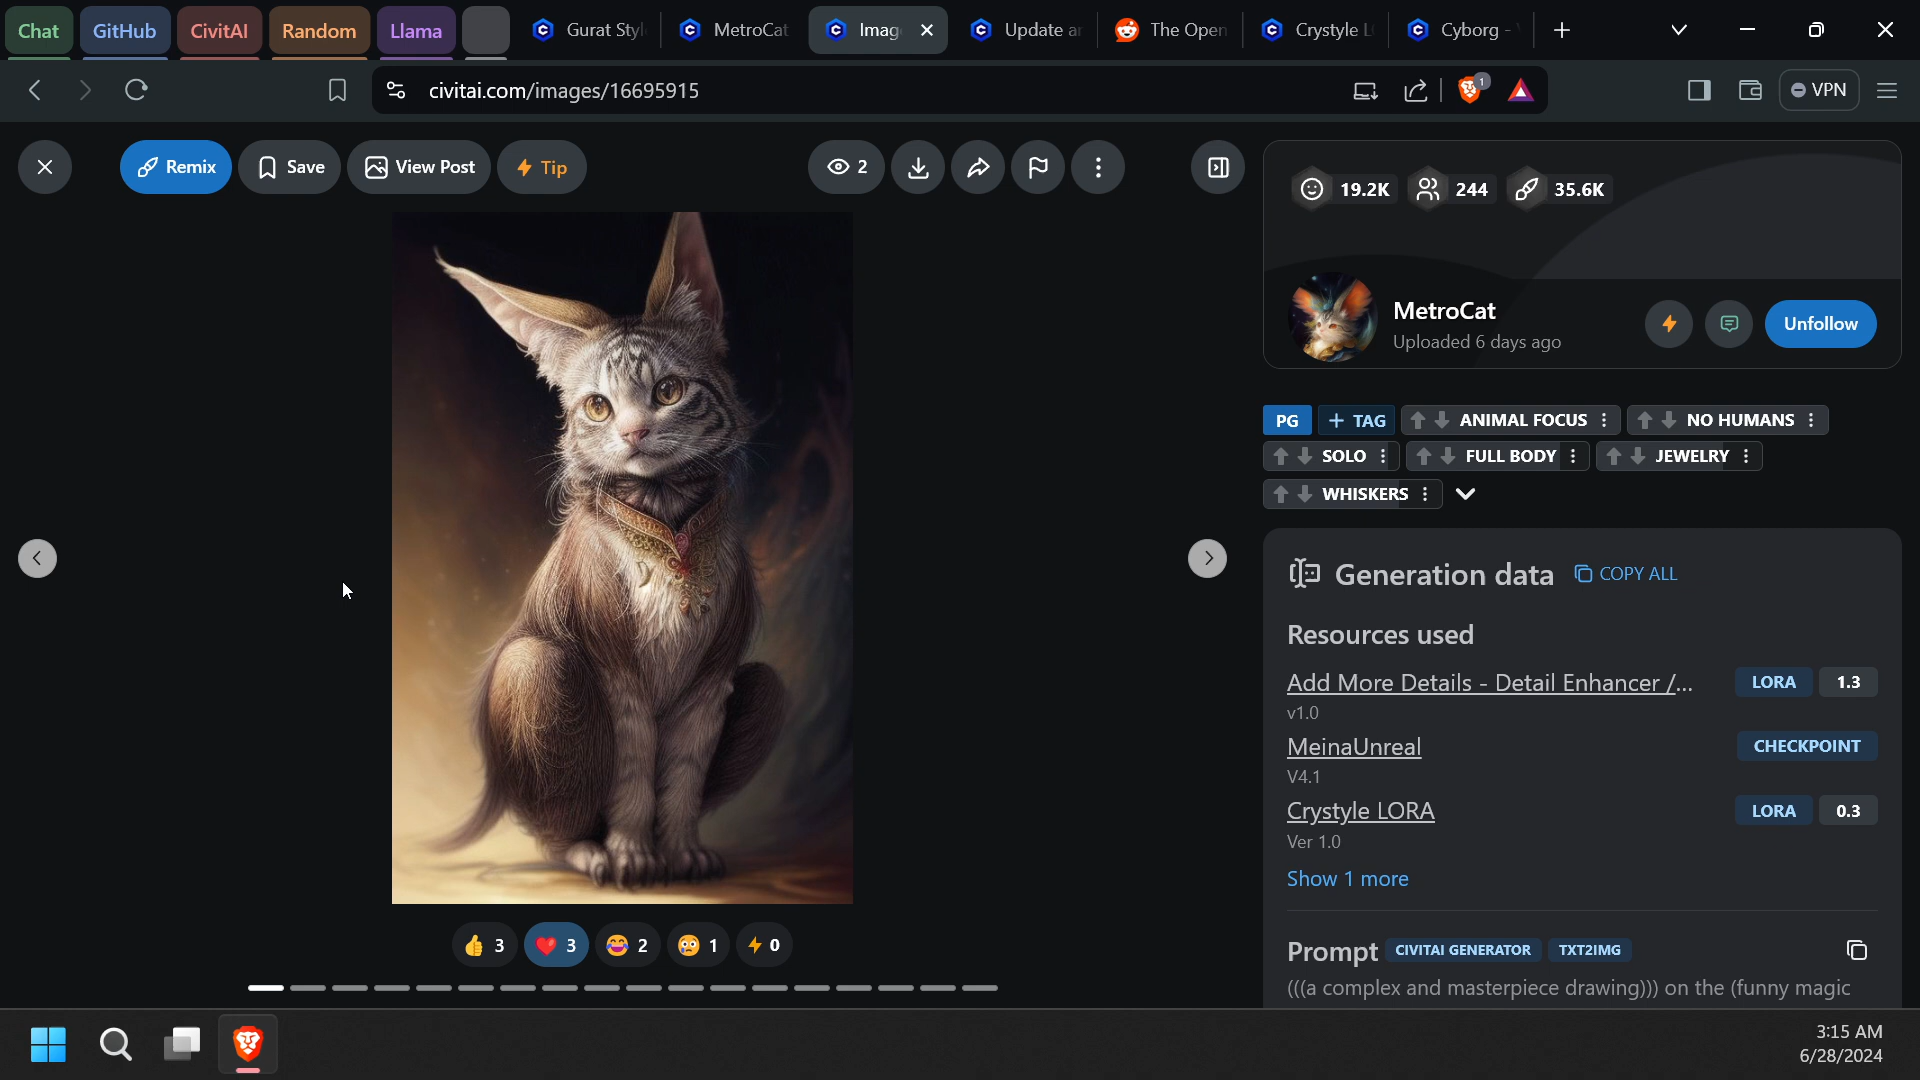 Chat GitHub CivitAI Random Llama Gurat Styl MetroCat Imag Update ar The Open Crystyle L Cyborg -
civitai.com/images/16695915 1 VPN
Remix Save View Post Tip 2
19.2K 244 35.6K
MetroCat
Uploaded 6 days ago
Unfollow
PG + TAG ANIMAL FOCUS NO HUMANS
SOLO FULL BODY JEWELRY
WHISKERS
Generation data COPY ALL
Resources used
Add More Details - Detail Enhancer /... LORA 1.3
v1.0
MeinaUnreal CHECKPOINT
V4.1
Crystyle LORA LORA 0.3
Ver 1.0
Show 1 more
Prompt CIVITAI GENERATOR TXT2IMG
(((a complex and masterpiece drawing))) on the (funny magic
3 3 2 1 0
3:15 AM
6/28/2024